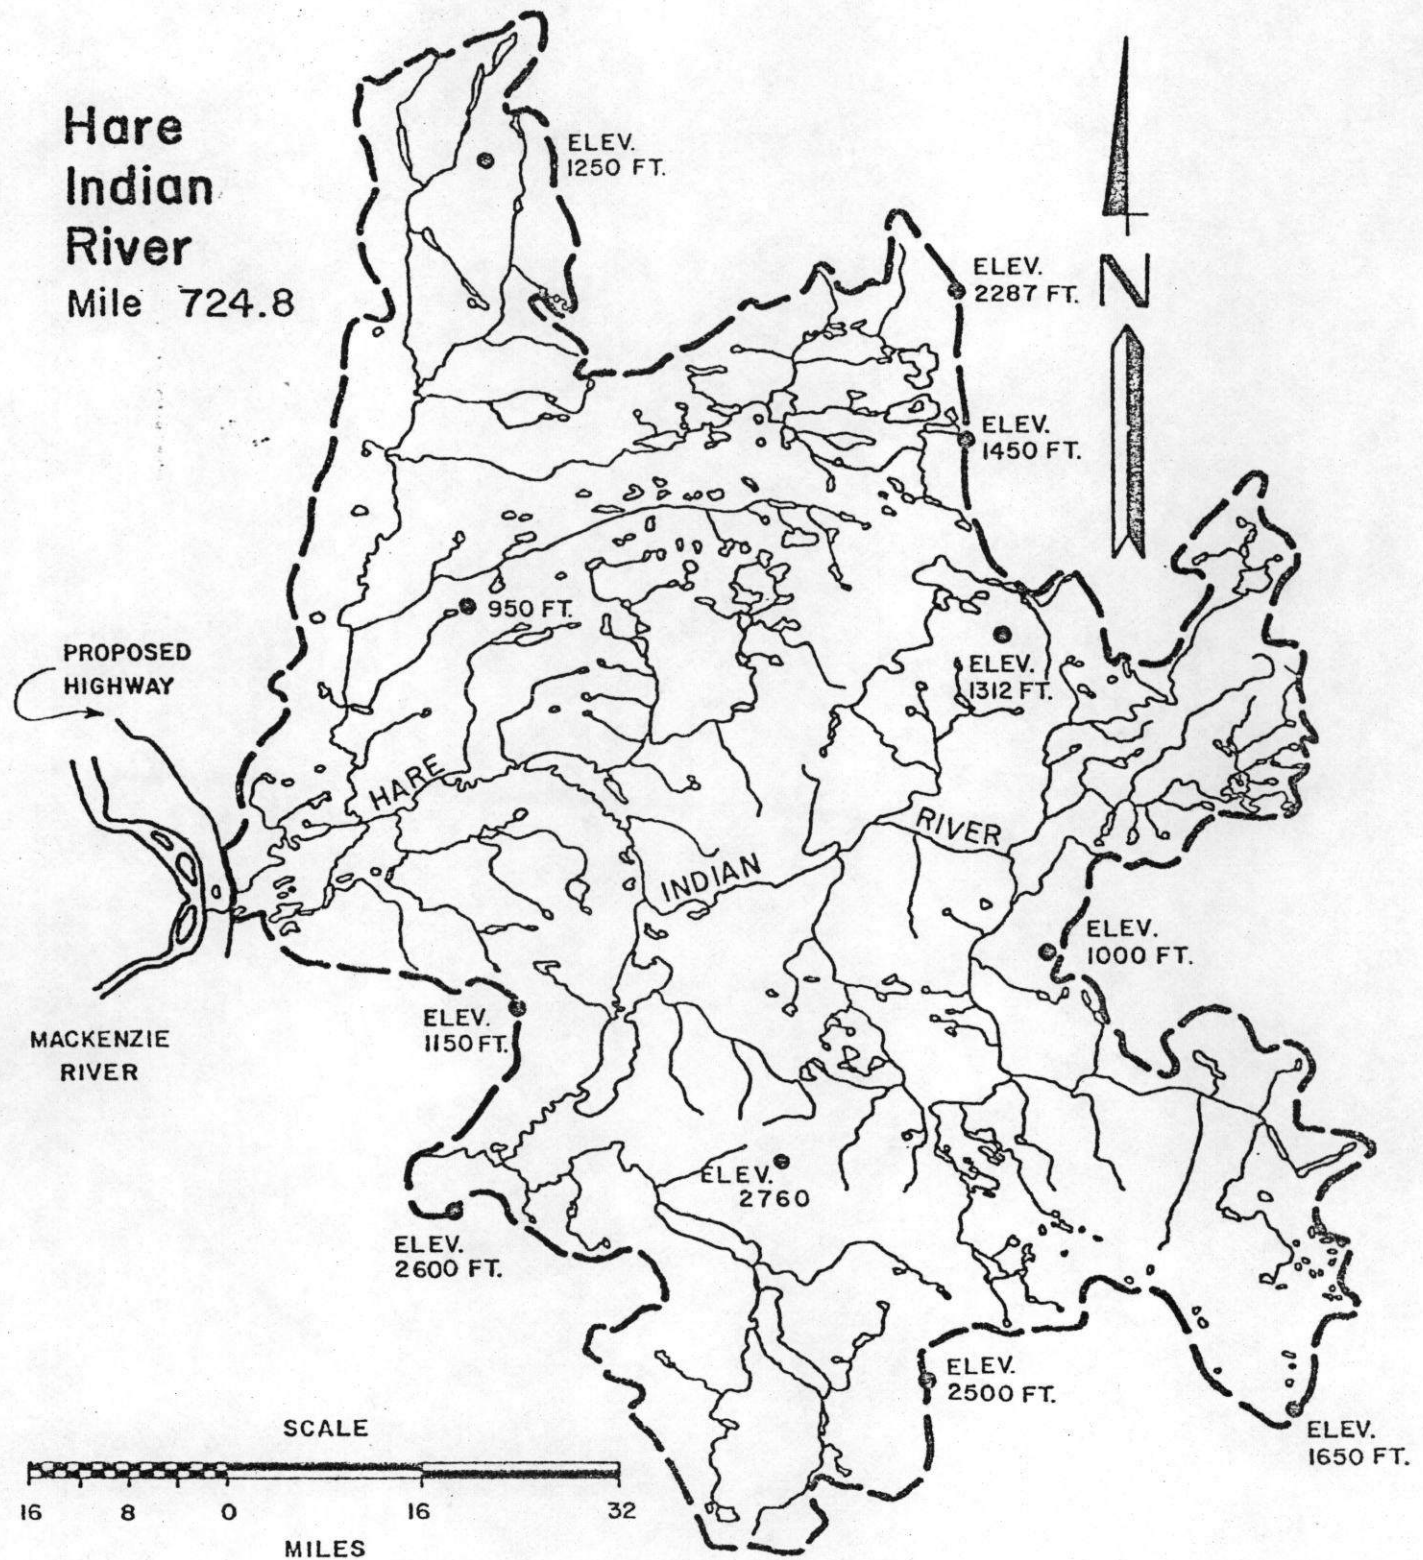 Hare
Indian
River
Mile 724.8
ELEV.
1250 FT.
ELEV.
2287 FT.
N
ELEV.
1450 FT.
950 FT.
PROPOSED
HIGHWAY
ELEV.
1312 FT.
HARE
INDIAN
RIVER
ELEV.
1000 FT.
ELEV.
1150 FT.
MACKENZIE
RIVER
ELEV.
2760
ELEV.
2600 FT.
ELEV.
2500 FT.
ELEV.
1650 FT.
SCALE
16 8 0 16 32
MILES